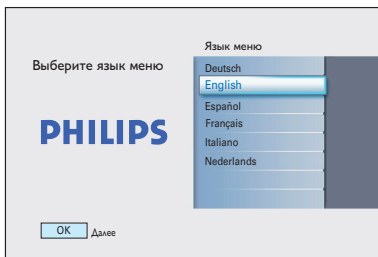 Язык меню
Выберите язык меню
Deutsch
English
Español
Français
Italiano
Nederlands
PHILIPS
OK Далее